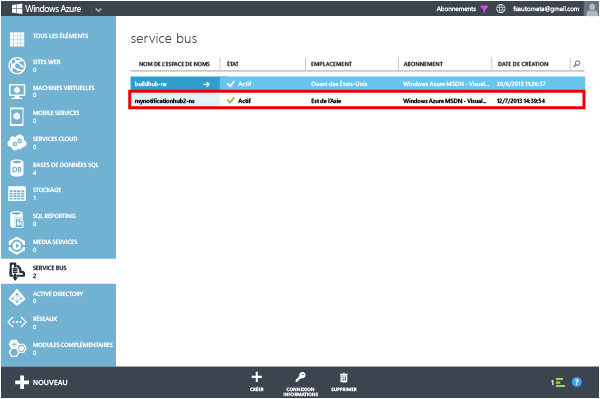 Windows Azure
Abonnements
fsautomata@gmail.com
TOUS LES ÉLÉMENTS
SITES WEB
0
MACHINES VIRTUELLES
0
MOBILE SERVICES
0
SERVICES CLOUD
0
BASES DE DONNÉES SQL
4
STOCKAGE
1
SQL REPORTING
0
MEDIA SERVICES
0
SERVICE BUS
2
ACTIVE DIRECTORY
0
RÉSEAUX
0
MODULES COMPLÉMENTAIRES
0
service bus
NOM DE L'ESPACE DE NOMS ÉTAT EMPLACEMENT ABONNEMENT DATE DE CRÉATION
buildhub-ns Actif Ouest des États-Unis Windows Azure MSDN - Visual... 26/6/2013 11:26:37
mynotificationhub2-ns Actif Est de l'Asie Windows Azure MSDN - Visual... 12/7/2013 14:39:54
NOUVEAU
CRÉER
CONNEXION
INFORMATIONS
SUPPRIMER
1
?